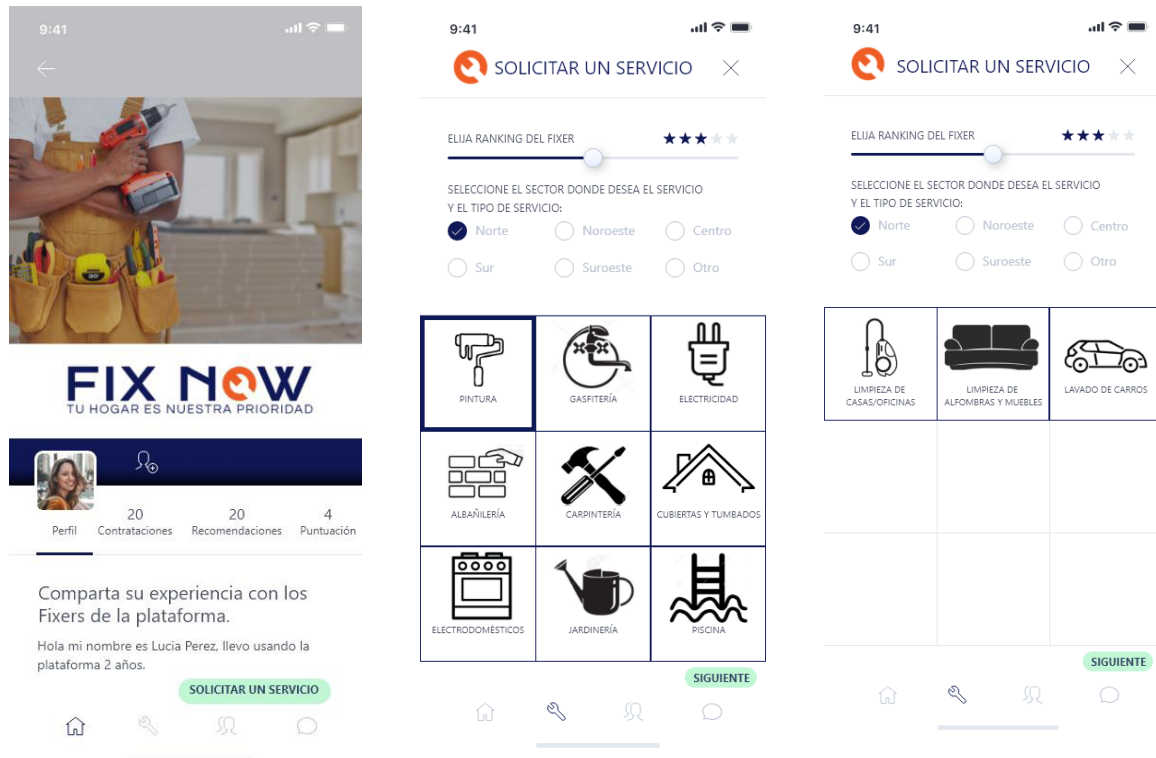 9:41
FIX NOW
TU HOGAR ES NUESTRA PRIORIDAD
20 20 4
Perfil Contrataciones Recomendaciones Puntuación
Comparta su experiencia con los
Fixers de la plataforma.
Hola mi nombre es Lucia Perez, llevo usando la
plataforma 2 años.
SOLICITAR UN SERVICIO
9:41
SOLICITAR UN SERVICIO
ELIJA RANKING DEL FIXER
SELECCIONE EL SECTOR DONDE DESEA EL SERVICIO
Y EL TIPO DE SERVICIO:
Norte Noroeste Centro
Sur Suroeste Otro
PINTURA GASFITERÍA ELECTRICIDAD
ALBAÑILERÍA CARPINTERÍA CUBIERTAS Y TUMBADOS
ELECTRODOMÉSTICOS JARDINERÍA PISCINA
SIGUIENTE
9:41
SOLICITAR UN SERVICIO
ELIJA RANKING DEL FIXER
SELECCIONE EL SECTOR DONDE DESEA EL SERVICIO
Y EL TIPO DE SERVICIO:
Norte Noroeste Centro
Sur Suroeste Otro
LIMPIEZA DE
CASAS/OFICINAS
LIMPIEZA DE
ALFOMBRAS Y MUEBLES
LAVADO DE CARROS
SIGUIENTE